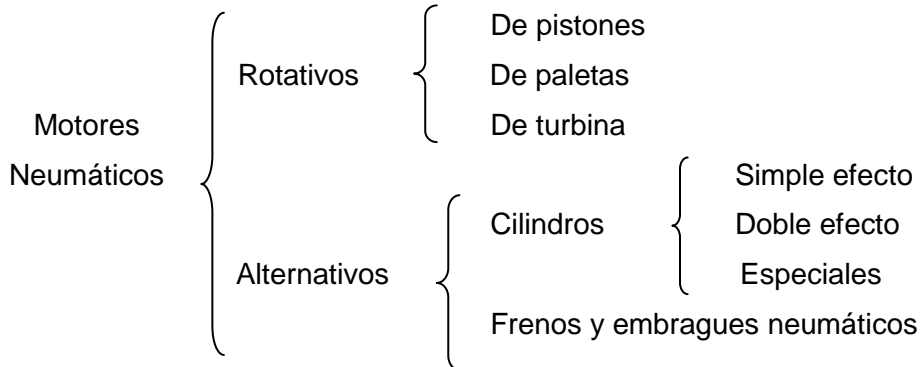 Motores
Neumáticos
Rotativos
De pistones
De paletas
De turbina
Alternativos
Cilindros
Simple efecto
Doble efecto
Especiales
Frenos y embragues neumáticos